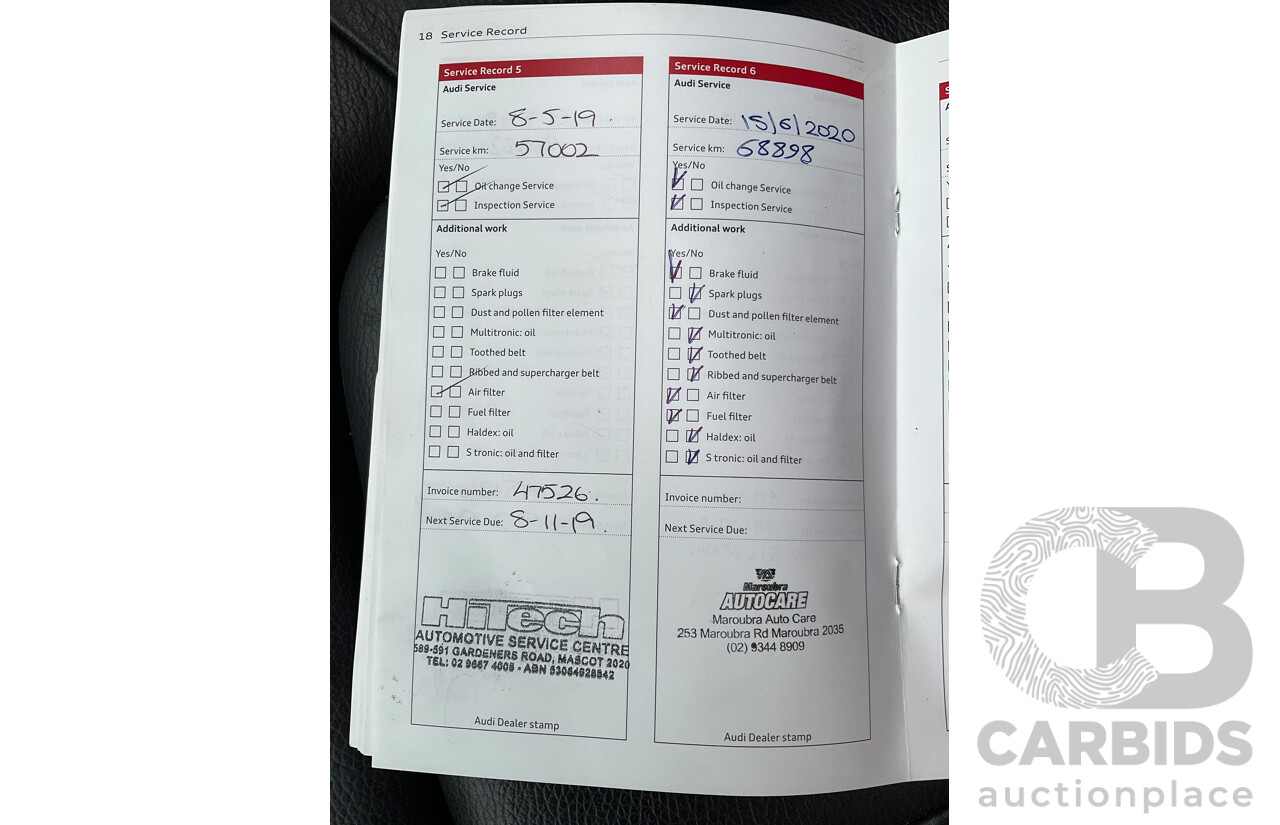 18 Service Record
Service Record 5
Audi Service
Service Date: 8-5-19.
Service km: 57002
Yes/No
Oil change Service
Inspection Service
Additional work
Yes/No
Brake fluid
Spark plugs
Dust and pollen filter element
Multitronic: oil
Toothed belt
Ribbed and supercharger belt
Air filter
Fuel filter
Haldex: oil
S tronic: oil and filter
Invoice number: 47526.
Next Service Due: 8-11-19.
HiTech
AUTOMOTIVE SERVICE CENTRE
589-591 GARDENERS ROAD, MASCOT 2020
TEL: 02 9667 4008 - ABN 63064928842
Audi Dealer stamp
Service Record 6
Audi Service
Service Date: 15/6/2020
Service km: 68898
Yes/No
Oil change Service
Inspection Service
Additional work
Yes/No
Brake fluid
Spark plugs
Dust and pollen filter element
Multitronic: oil
Toothed belt
Ribbed and supercharger belt
Air filter
Fuel filter
Haldex: oil
S tronic: oil and filter
Invoice number:
Next Service Due:
Maroubra
AUTOCARE
Maroubra Auto Care
253 Maroubra Rd Maroubra 2035
(02) 9344 8909
Audi Dealer stamp
CB
CARBIDS
auctionplace